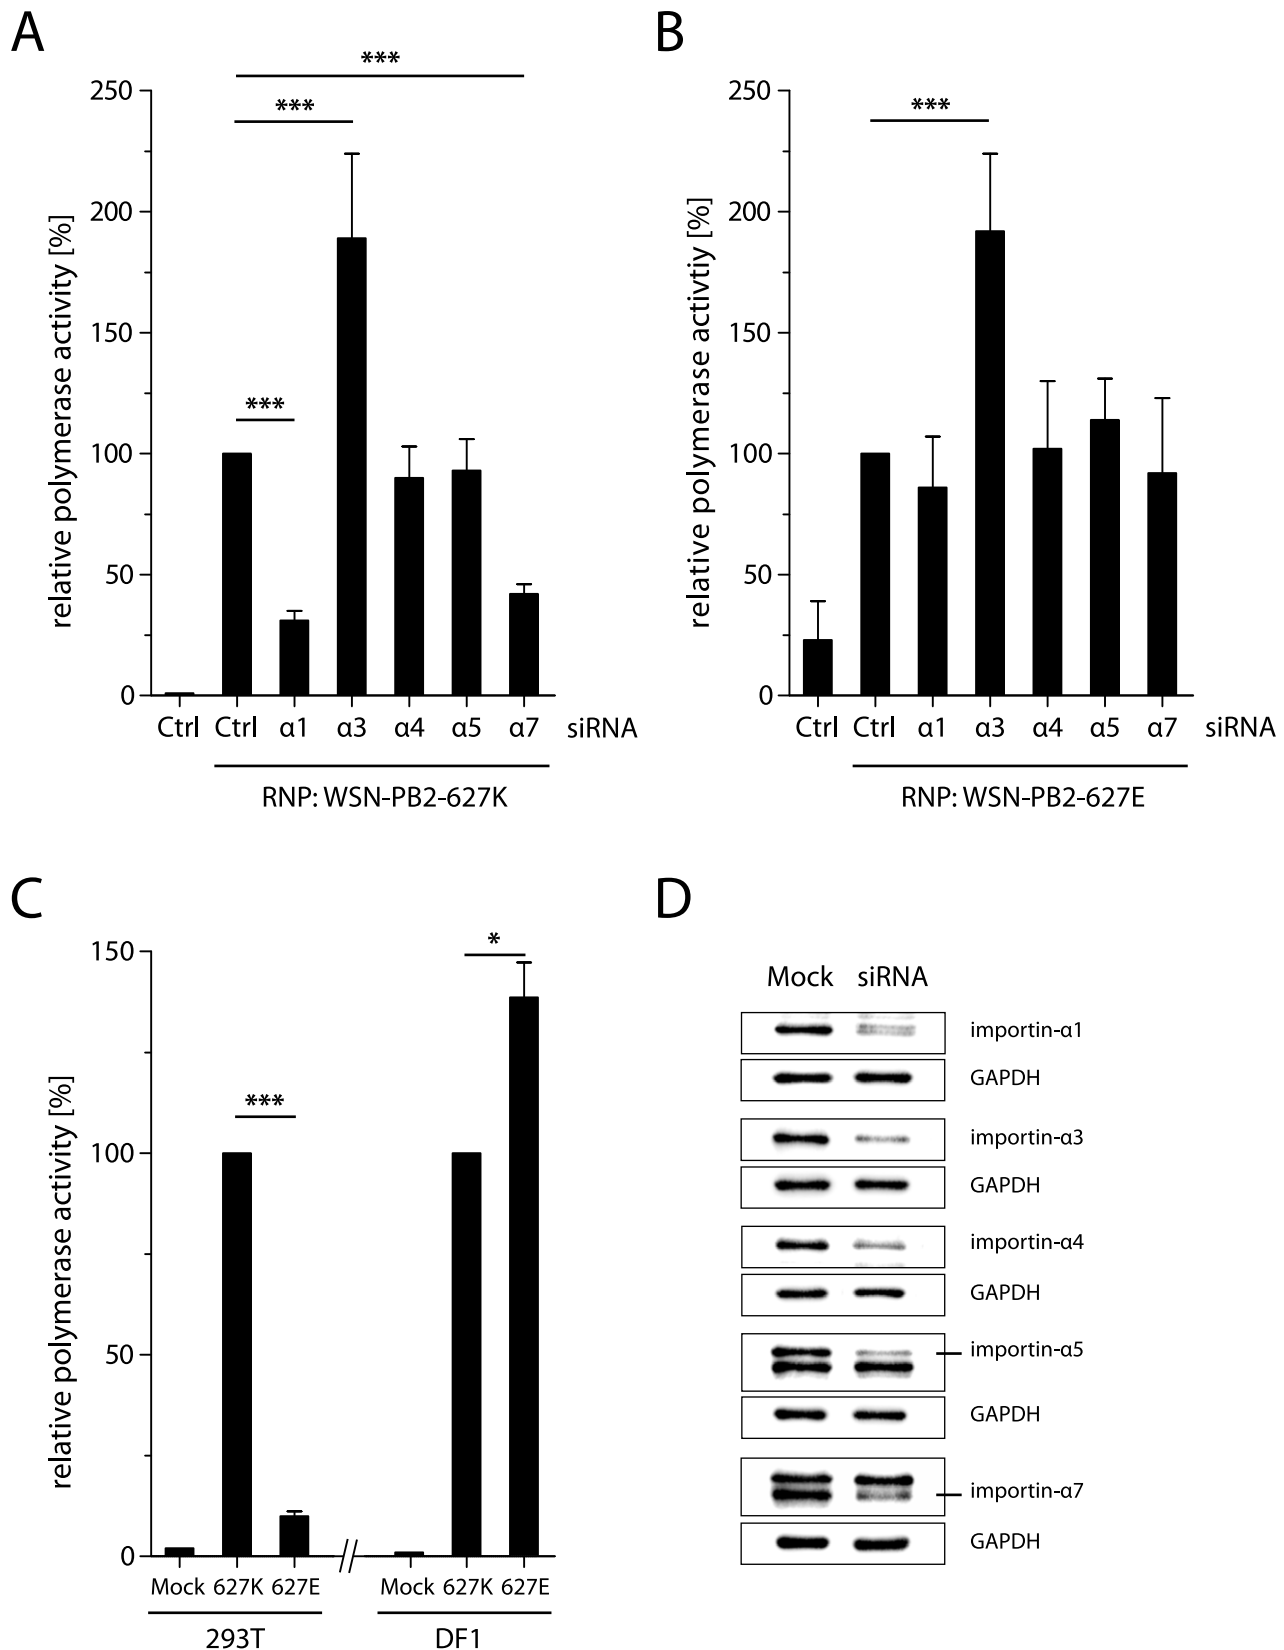 A
relative polymerase activity [%]
250
200
150
100
50
0
***
***
***
Ctrl Ctrl α1 α3 α4 α5 α7 siRNA
RNP: WSN-PB2-627K
B
relative polymerase activtiy [%]
250
200
150
100
50
0
***
Ctrl Ctrl α1 α3 α4 α5 α7 siRNA
RNP: WSN-PB2-627E
C
relative polymerase activity [%]
150
100
50
0
***
*
Mock 627K 627E Mock 627K 627E
293T DF1
D
Mock siRNA
importin-α1
GAPDH
importin-α3
GAPDH
importin-α4
GAPDH
importin-α5
GAPDH
importin-α7
GAPDH